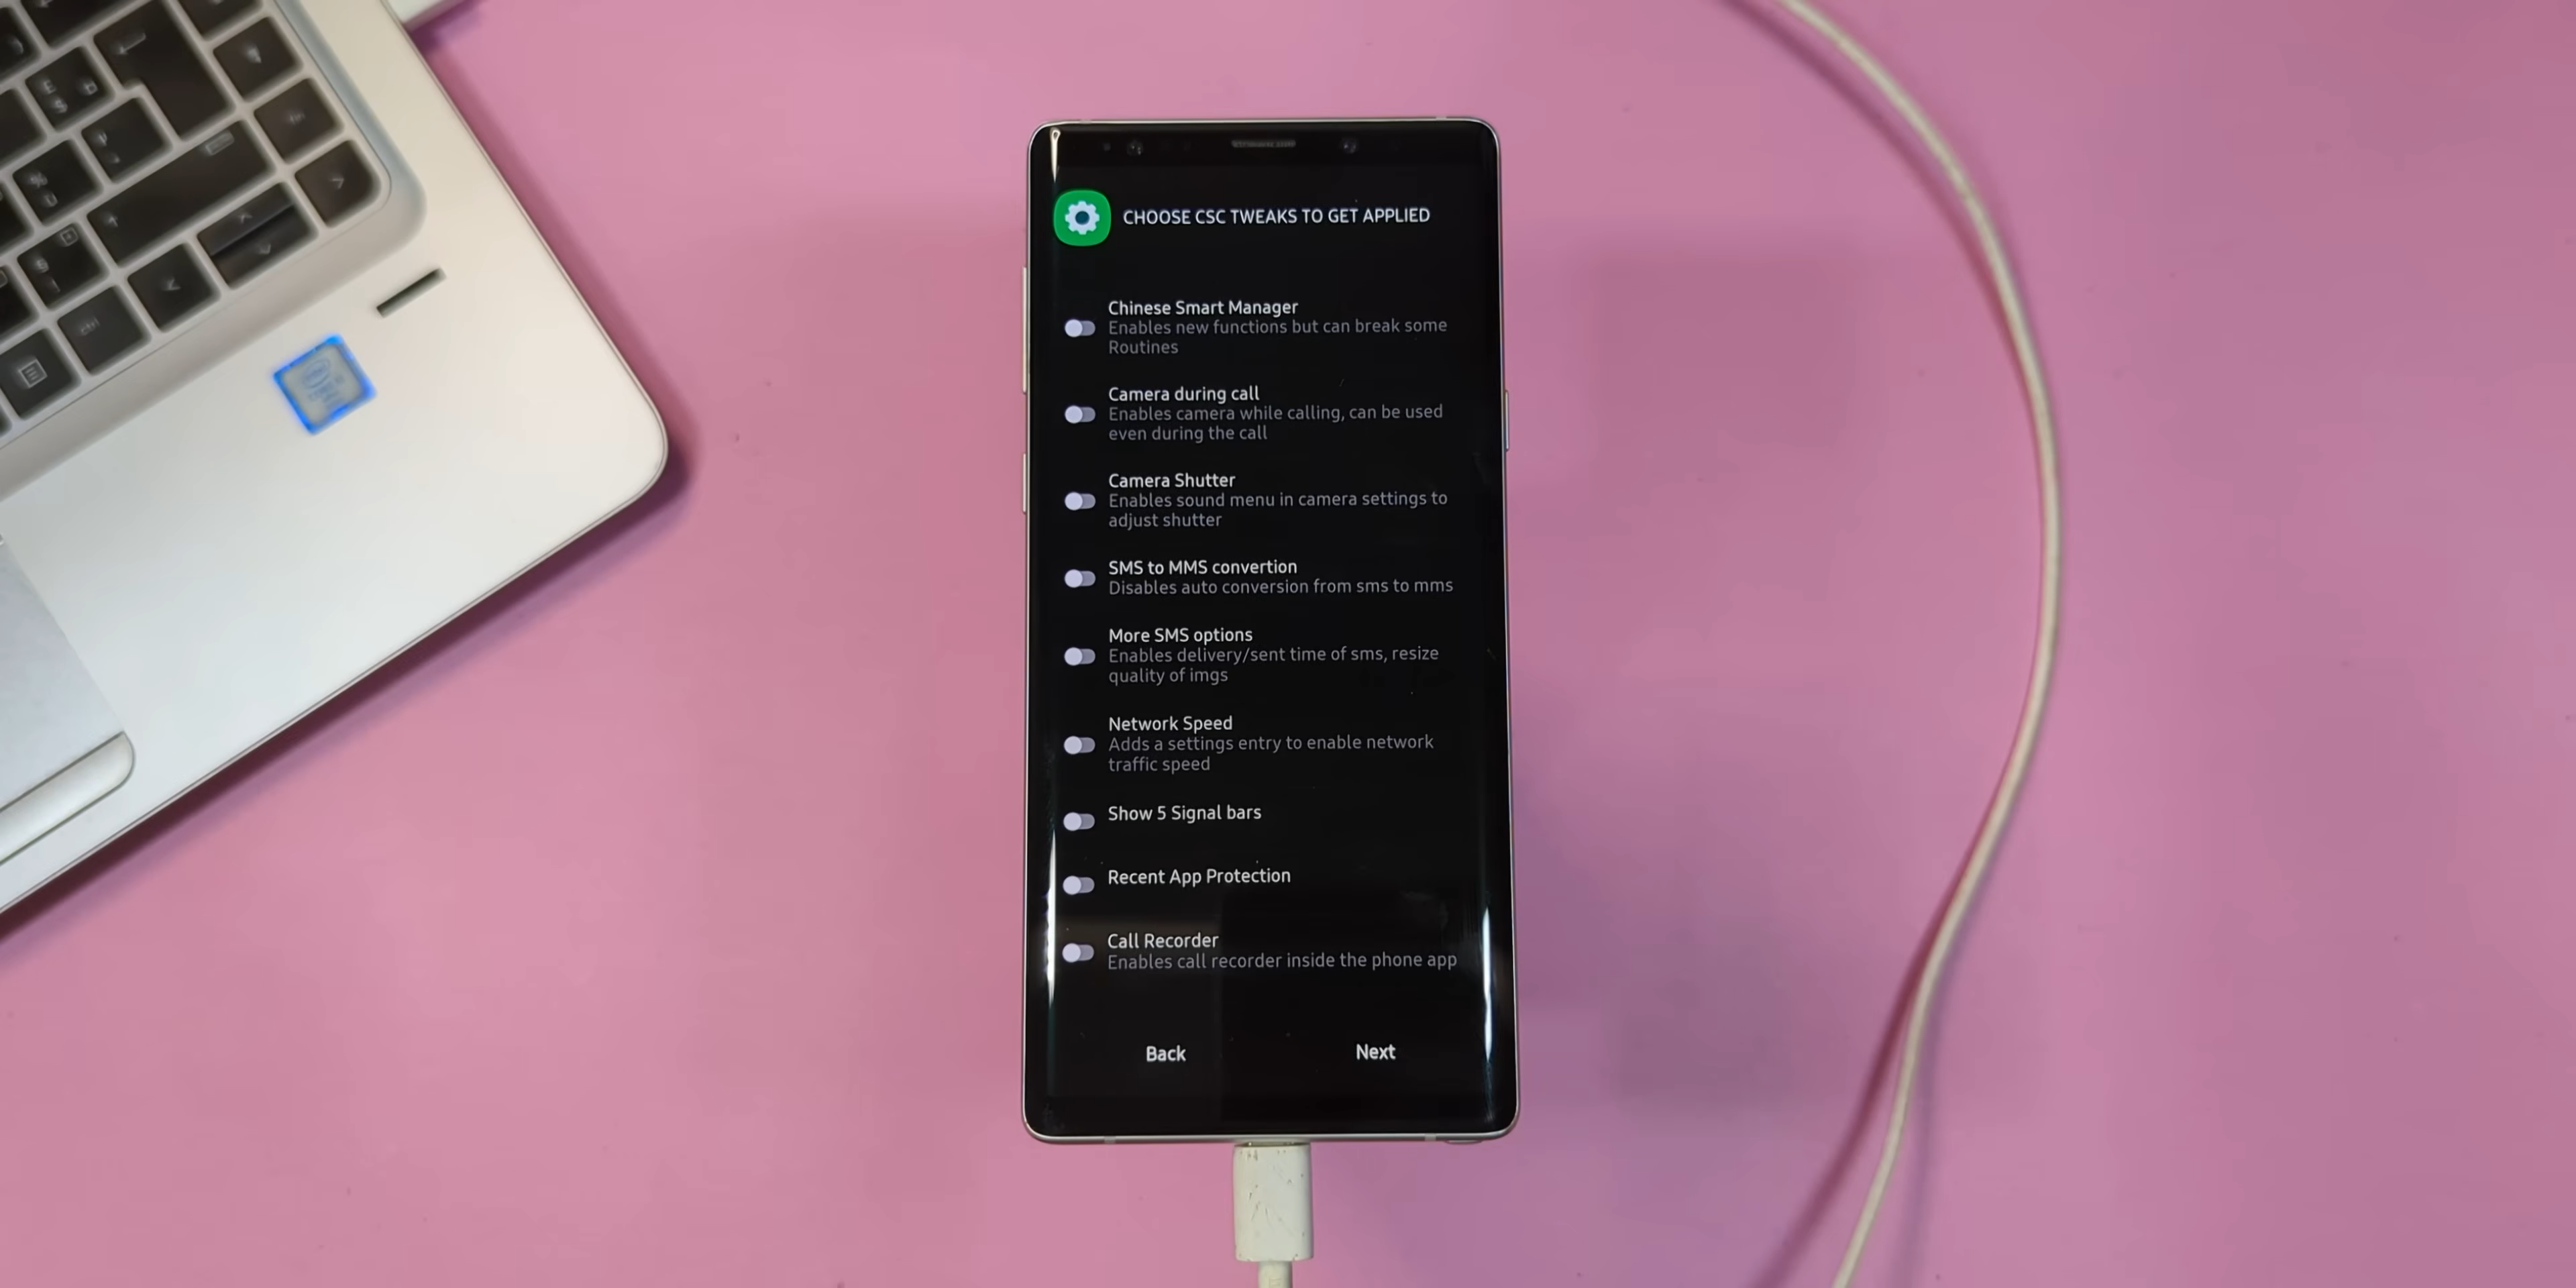 CHOOSE CSC TWEAKS TO GET APPLIED
Chinese Smart Manager
Enables new functions but can break some
Routines
Camera during call
Enables camera while calling, can be used
even during the call
Camera Shutter
Enables sound menu in camera settings to
adjust shutter
SMS to MMS convertion
Disables auto conversion from sms to mms
More SMS options
Enables delivery/sent time of sms, resize
quality of imgs
Network Speed
Adds a settings entry to enable network
traffic speed
Show 5 Signal bars
Recent App Protection
Call Recorder
Enables call recorder inside the phone app
Back
Next